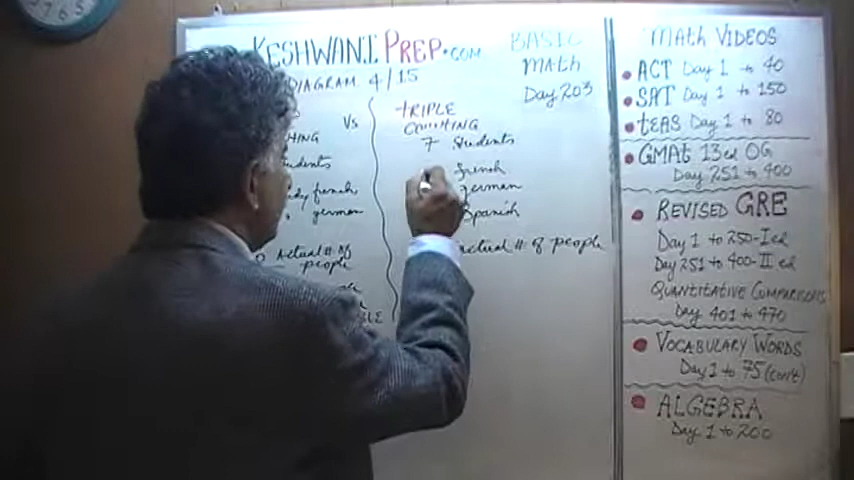 KESHWANI PREP.COM
DIAGRAM 4/15
BASIC
MATH
Day 203
Vs
TRIPLE
COUNTING
7 Students
French
german
Spanish
Actual # of people
french
german
Actual # of
people
MATH VIDEOS
ACT Day 1 to 40
SAT Day 1 to 150
tEAS Day 1 to 80
GMAt 13 ed OG
Day 251 to 400
REVISED GRE
Day 1 to 250-I ed
Day 251 to 400-II ed
QUANTITATIVE COMPARISONS
Day 401 to 470
VOCABULARY WORDS
Day 1 to 75 (con't)
ALGEBRA
Day 1 to 200